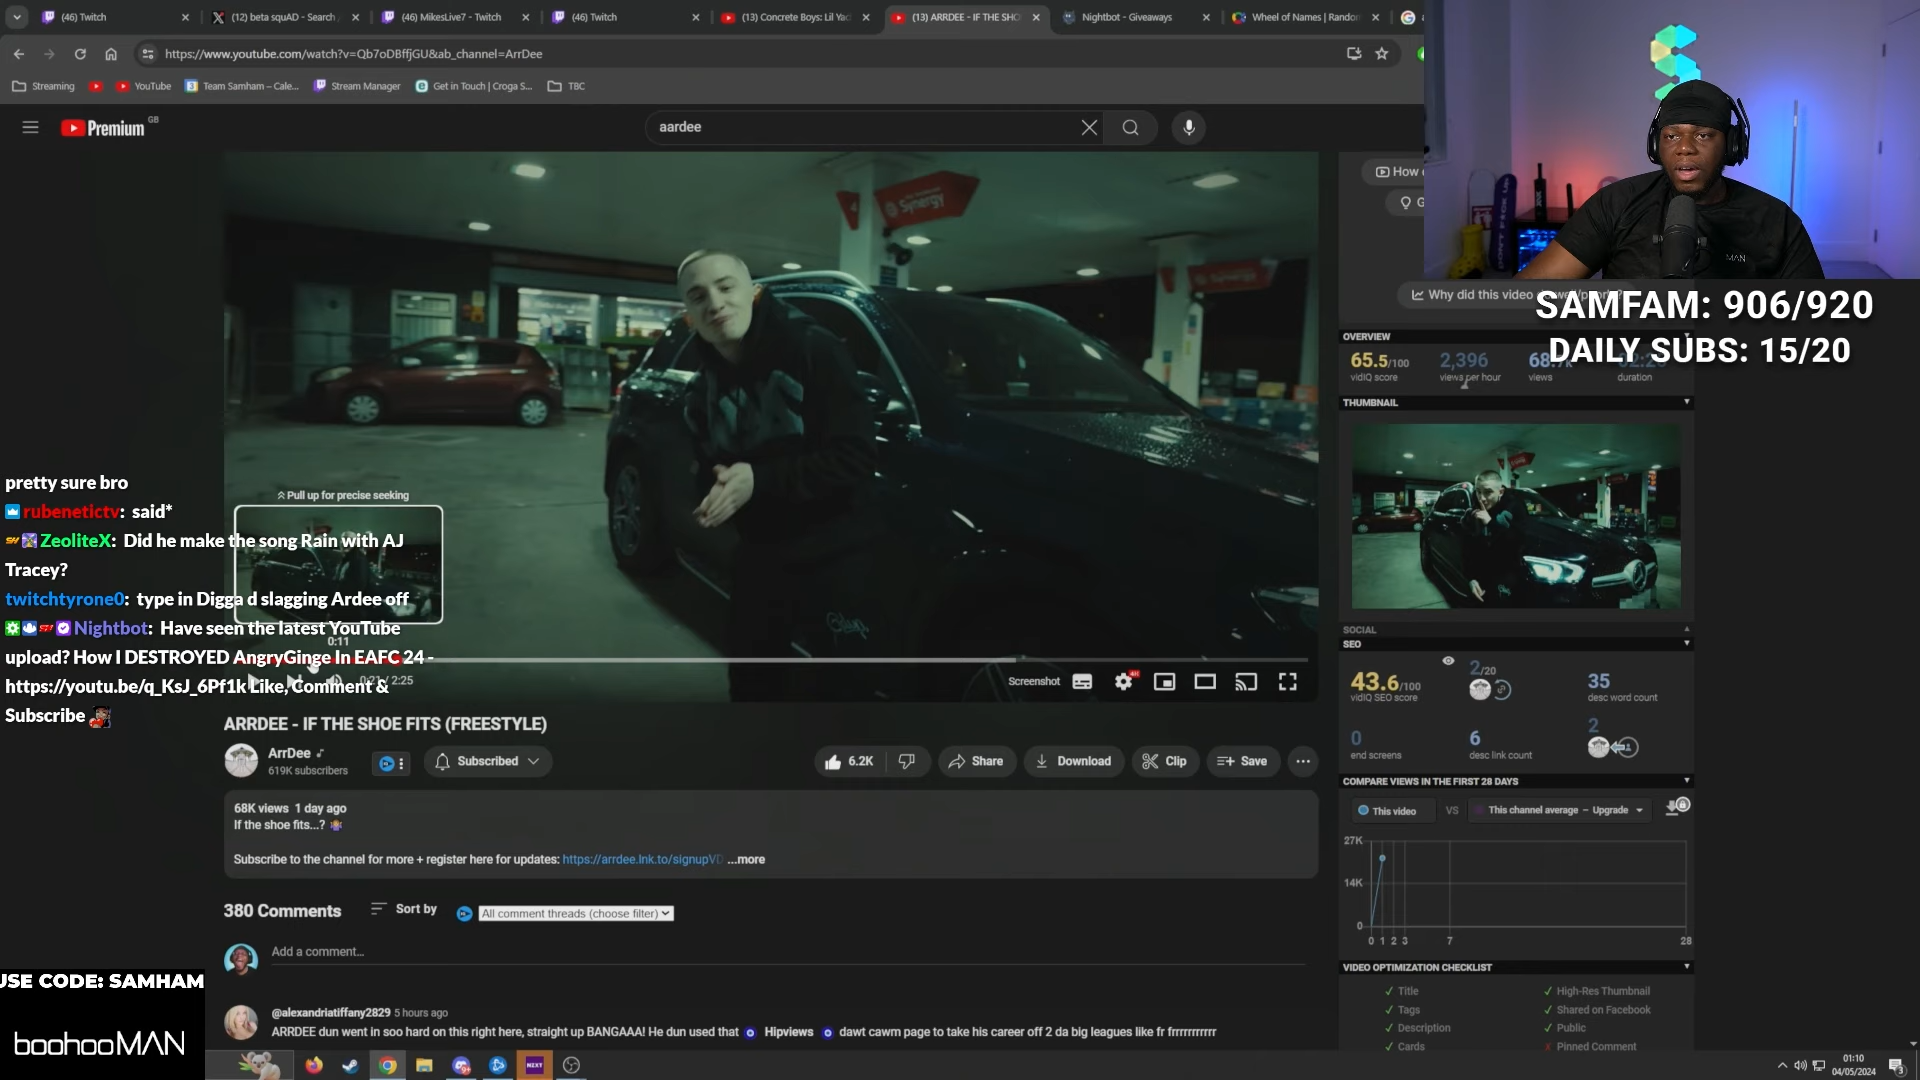 (46) Twitch
(12) beta squAD - Search
(46) MikesLive7 - Twitch
(46) Twitch
(13) Concrete Boys: Lil Yac
(13) ARRDEE - IF THE SHO
Nightbot - Giveaways
Wheel of Names | Random
https://www.youtube.com/watch?v=Qb7oDBffjGU&ab_channel=ArrDee
Streaming
YouTube
Team Samham – Cale...
Stream Manager
Get in Touch | Croga S...
TBC
Premium GB
aardee
Synergy
How
G
MAN
Why did this video
SAMFAM: 906/920
DAILY SUBS: 15/20
OVERVIEW
65.5/100
vidIQ score
2,396
views per hour
views
duration
THUMBNAIL
Pull up for precise seeking
pretty sure bro
rubenetictv: said*
ZeoliteX: Did he make the song Rain with AJ
Tracey?
twitchtyrone0: type in Digga d slagging Ardee off
Nightbot: Have seen the latest YouTube
0:11
upload? How I DESTROYED AngryGinge In EAFC 24 -
https://youtu.be/q_KsJ_6Pf1k Like, Comment &
Subscribe
0:21 / 2:25
Screenshot
SOCIAL
SEO
43.6/100
vidIQ SEO score
2/20
35
desc word count
0
end screens
6
desc link count
2
ARRDEE - IF THE SHOE FITS (FREESTYLE)
ArrDee
619K subscribers
Subscribed
6.2K
Share
Download
Clip
Save
68K views 1 day ago
If the shoe fits...?
Subscribe to the channel for more + register here for updates: https://arrdee.lnk.to/signupVD ...more
COMPARE VIEWS IN THE FIRST 28 DAYS
This video
VS
This channel average – Upgrade
27K
14K
0
0 1 2 3 7 28
380 Comments
Sort by
All comment threads (choose filter)
Add a comment...
@alexandriatiffany2829 5 hours ago
ARRDEE dun went in soo hard on this right here, straight up BANGAAA! He dun used that Hipviews dawt cawm page to take his career off 2 da big leagues like fr frrrrrrrrrrr
VIDEO OPTIMIZATION CHECKLIST
Title
High-Res Thumbnail
Tags
Shared on Facebook
Description
Public
Cards
Pinned Comment
USE CODE: SAMHAM
boohooMAN
NEXT
01:10
04/05/2024